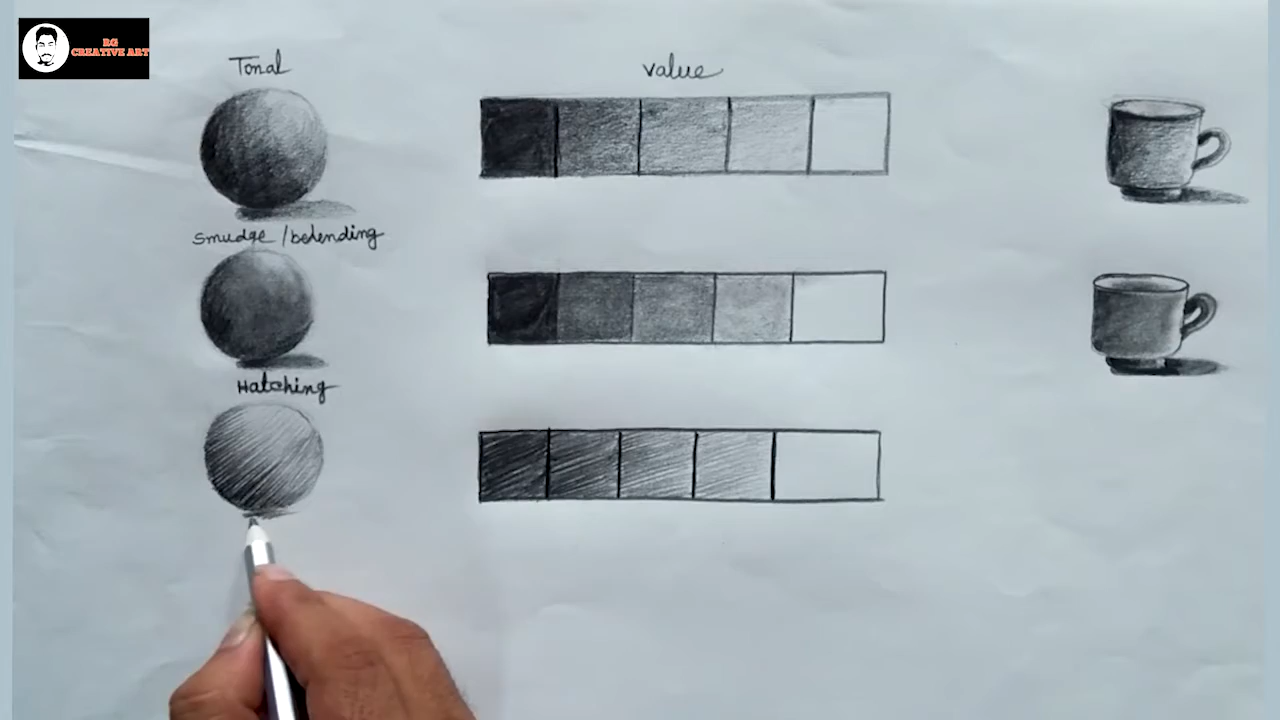 RG
CREATIVE ART
Tonal
value
Smudge /belending
Hatching